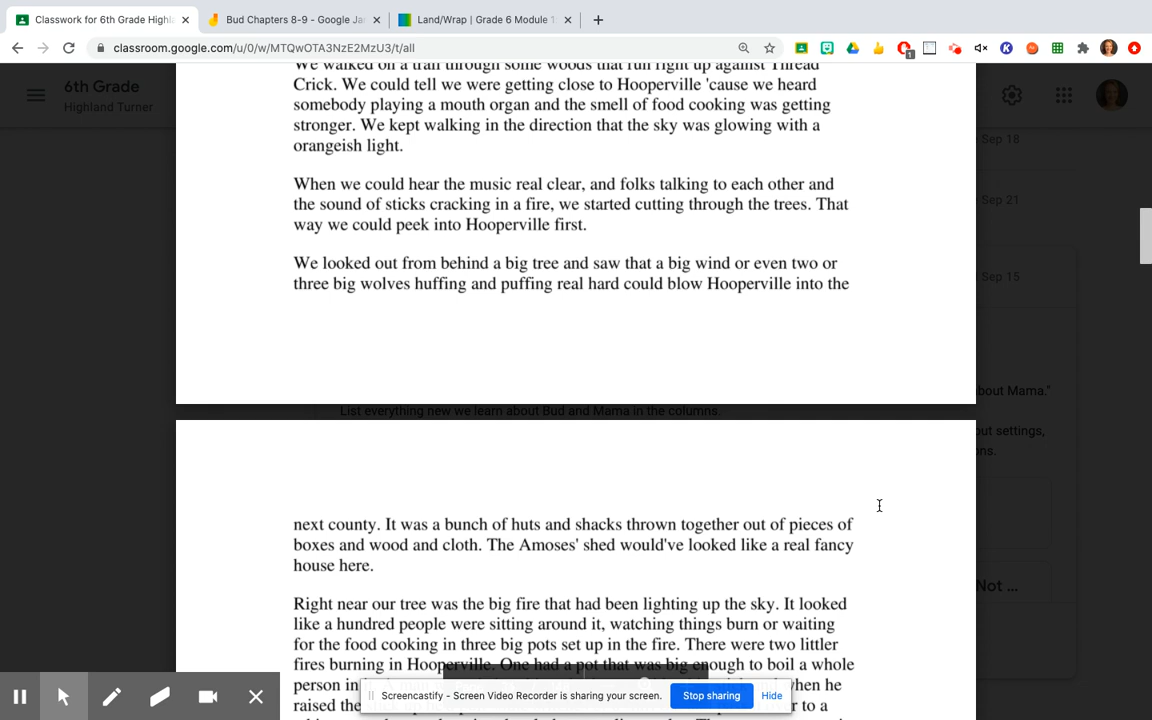 Classwork for 6th Grade Highl
Bud Chapters 8-9 - Google Ja
Land/Wrap | Grade 6 Module 1
classroom.google.com/u/0/w/MTQwOTA3NzE2MzU3/t/all
6th Grade
Highland Turner
Sep 18
Sep 21
Sep 15
We walked on a trail through some woods that run right up against Thread
Crick. We could tell we were getting close to Hooperville 'cause we heard
somebody playing a mouth organ and the smell of food cooking was getting
stronger. We kept walking in the direction that the sky was glowing with a
orangeish light.
When we could hear the music real clear, and folks talking to each other and
the sound of sticks cracking in a fire, we started cutting through the trees. That
way we could peek into Hooperville first.
We looked out from behind a big tree and saw that a big wind or even two or
three big wolves huffing and puffing real hard could blow Hooperville into the
bout Mama."
List everything new we learn about Bud and Mama in the columns.
out settings,
ns.
next county. It was a bunch of huts and shacks thrown together out of pieces of
boxes and wood and cloth. The Amoses' shed would've looked like a real fancy
house here.
Not ...
Right near our tree was the big fire that had been lighting up the sky. It looked
like a hundred people were sitting around it, watching things burn or waiting
for the food cooking in three big pots set up in the fire. There were two littler
fires burning in Hooperville. One had a pot that was big enough to boil a whole
person in
when he
raised the
r to a
Screencastify - Screen Video Recorder is sharing your screen.
Stop sharing
Hide